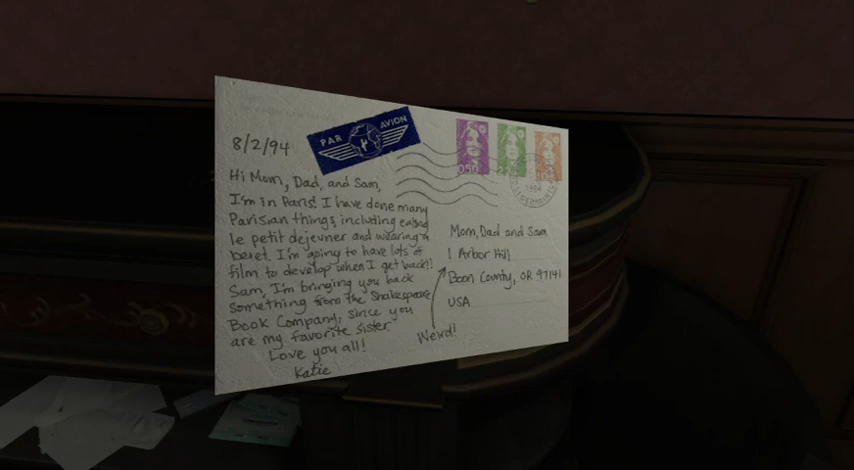 8/2/94
PAR AVION
Hi Mom, Dad, and Sam,
I'm in Paris! I have done many
Parisian things, including eating
le petit dejeuner and wearing a
beret. I'm going to have lots of
film to develop when I get back!!
Sam, I'm bringing you back
something from the Shakespeare
Book Company, since you
are my favorite sister
Love you all!
Katie
0,50
1994
Mom, Dad and Sam
1 Arbor Hill
Boon County, OR 97141
USA
Weird!